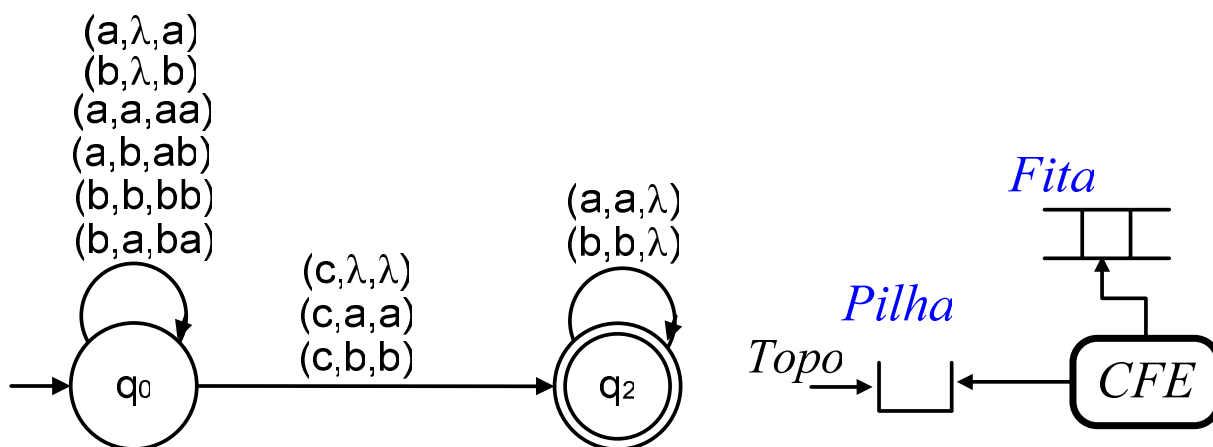 (a,λ,a)
(b,λ,b)
(a,a,aa)
(a,b,ab)
(b,b,bb)
(b,a,ba)
(c,λ,λ)
(c,a,a)
(c,b,b)
(a,a,λ)
(b,b,λ)
q0
q2
Fita
Pilha
Topo
CFE